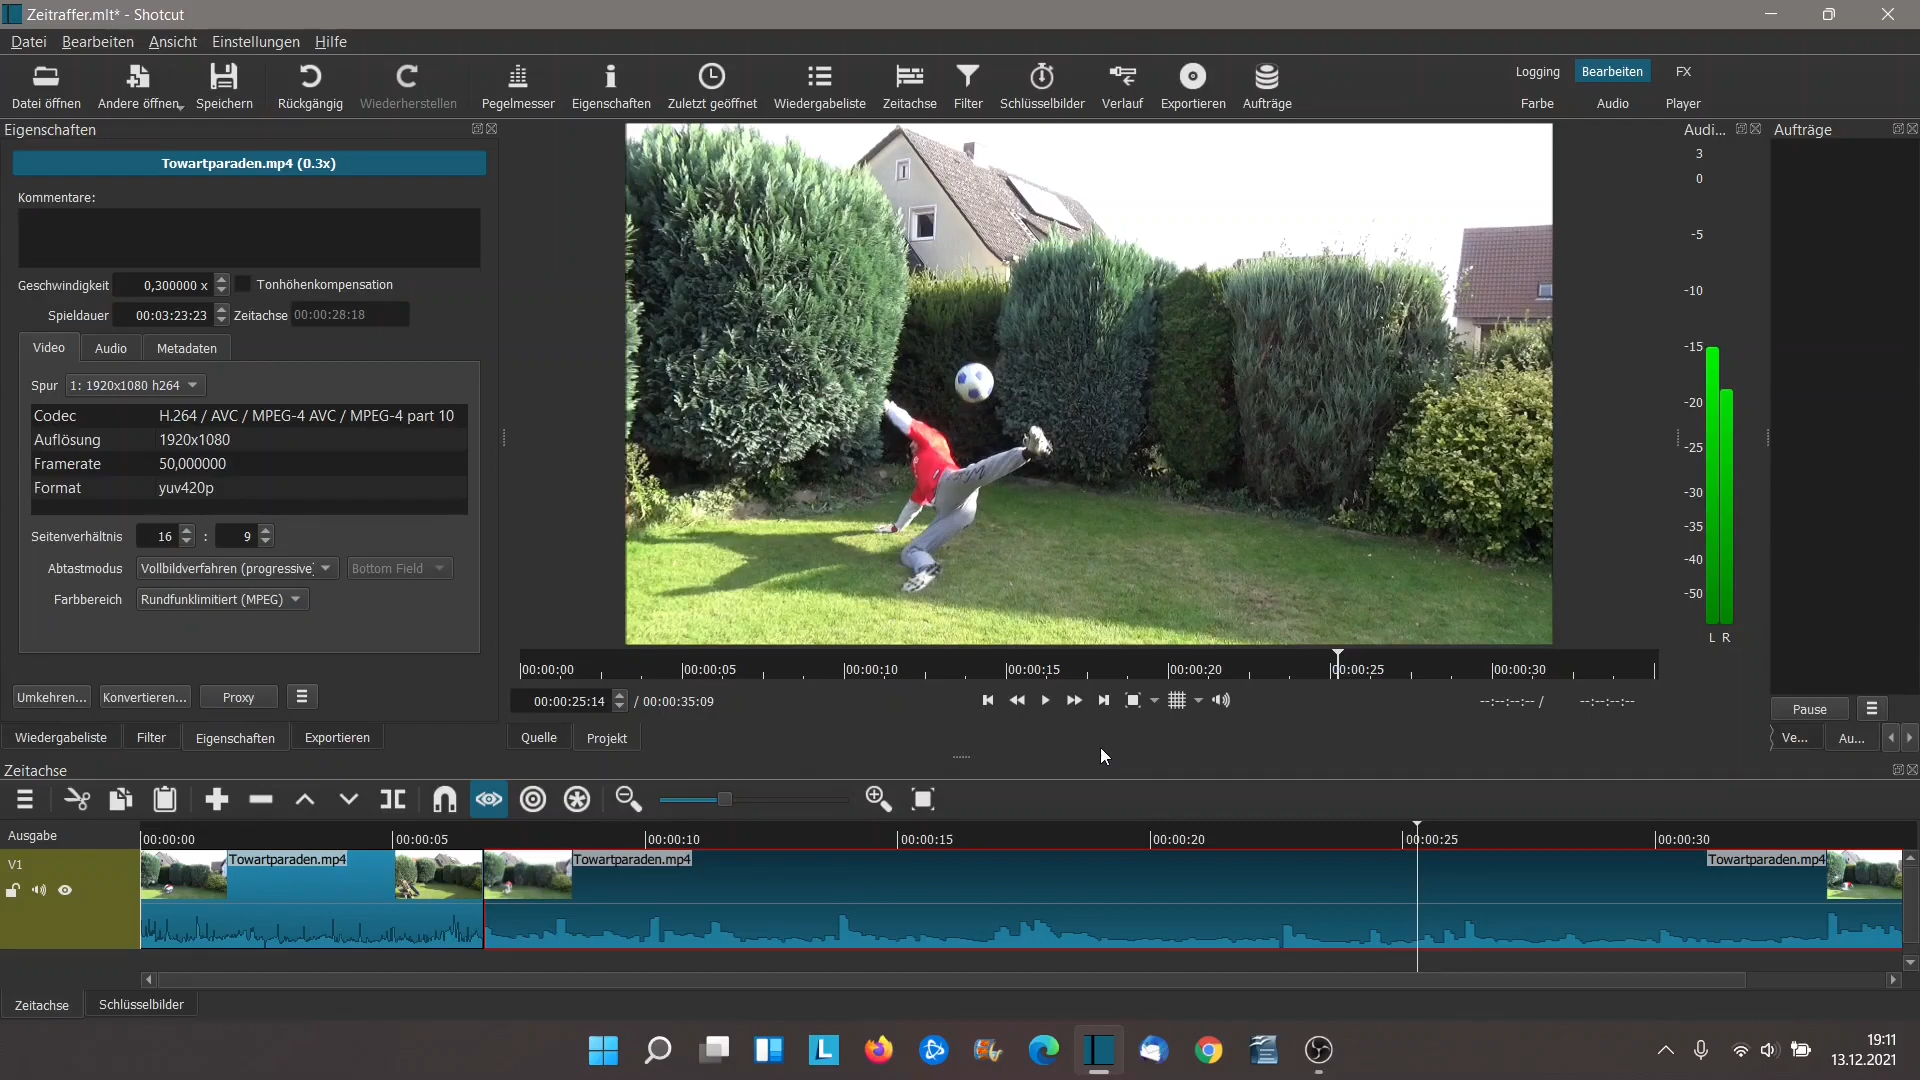 Zeitraffer.mlt* - Shotcut
Datei Bearbeiten Ansicht Einstellungen Hilfe
Datei öffnen Andere öffnen Speichern Rückgängig Wiederherstellen Pegelmesser Eigenschaften Zuletzt geöffnet Wiedergabeliste Zeitachse Filter Schlüsselbilder Verlauf Exportieren Aufträge
Logging Bearbeiten FX
Farbe Audio Player
Eigenschaften
Towartparaden.mp4 (0.3x)
Kommentare:
Geschwindigkeit 0,300000 x Tonhöhenkompensation
Spieldauer 00:03:23:23 Zeitachse 00:00:28:18
Video Audio Metadaten
Spur 1: 1920x1080 h264
Codec H.264 / AVC / MPEG-4 AVC / MPEG-4 part 10
Auflösung 1920x1080
Framerate 50,000000
Format yuv420p
Seitenverhältnis 16 : 9
Abtastmodus Vollbildverfahren (progressive) Bottom Field
Farbbereich Rundfunklimitiert (MPEG)
Umkehren... Konvertieren... Proxy
Wiedergabeliste Filter Eigenschaften Exportieren
00:00:00 00:00:05 00:00:10 00:00:15 00:00:20 00:00:25 00:00:30
00:00:25:14 / 00:00:35:09 --:--:--:-- / --:--:--:--
Quelle Projekt
Audi...
3
0
-5
-10
-15
-20
-25
-30
-35
-40
-50
L R
Aufträge
Pause
Ve... Au...
Zeitachse
Ausgabe
00:00:00 00:00:05 00:00:10 00:00:15 00:00:20 00:00:25 00:00:30
V1
Towartparaden.mp4 Towartparaden.mp4 Towartparaden.mp4
Zeitachse Schlüsselbilder
L
19:11
13.12.2021